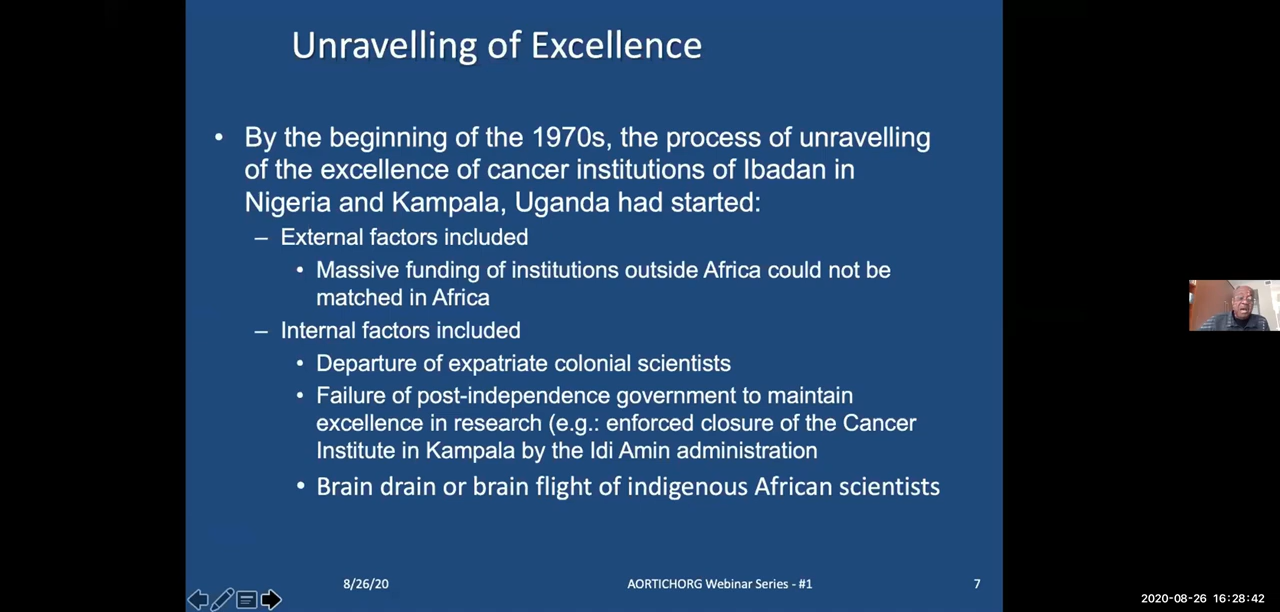 Unravelling of Excellence
• By the beginning of the 1970s, the process of unravelling
of the excellence of cancer institutions of Ibadan in
Nigeria and Kampala, Uganda had started:
– External factors included
• Massive funding of institutions outside Africa could not be
matched in Africa
– Internal factors included
• Departure of expatriate colonial scientists
• Failure of post-independence government to maintain
excellence in research (e.g.: enforced closure of the Cancer
Institute in Kampala by the Idi Amin administration
• Brain drain or brain flight of indigenous African scientists
8/26/20
AORTICHORG Webinar Series - #1
7
2020-08-26 16:28:42